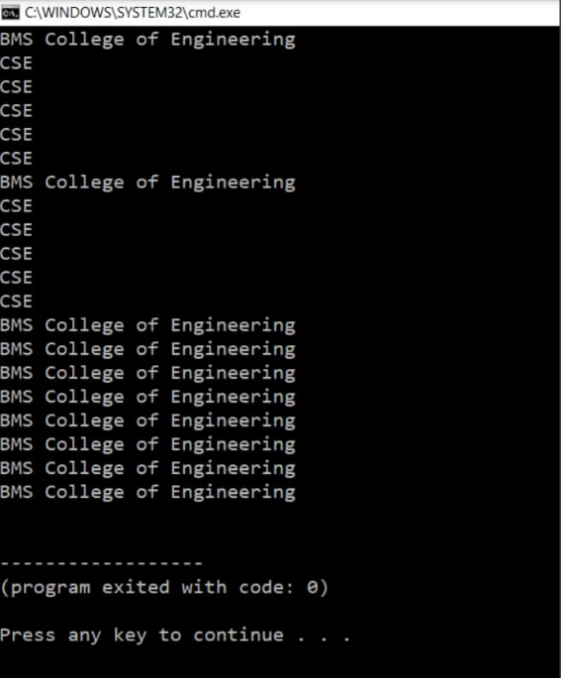 C:\WINDOWS\SYSTEM32\cmd.exe
BMS College of Engineering
CSE
CSE
CSE
CSE
CSE
BMS College of Engineering
CSE
CSE
CSE
CSE
CSE
BMS College of Engineering
BMS College of Engineering
BMS College of Engineering
BMS College of Engineering
BMS College of Engineering
BMS College of Engineering
BMS College of Engineering
BMS College of Engineering
------------------
(program exited with code: 0)
Press any key to continue . . .